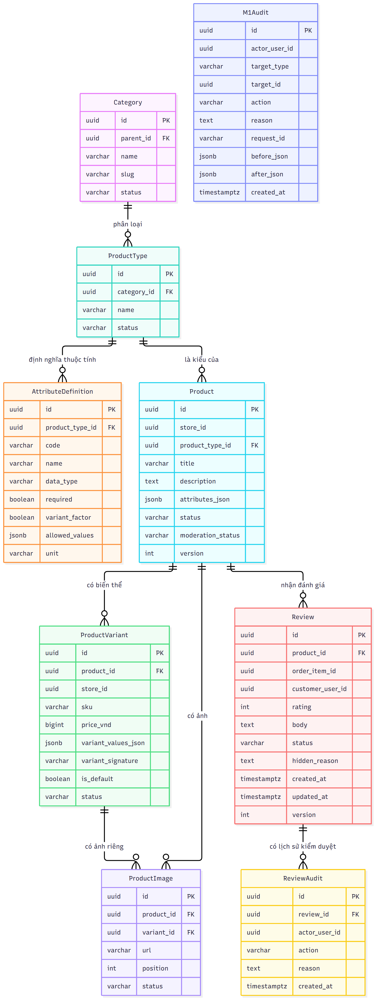 M1Audit
uuid id PK
uuid actor_user_id
varchar target_type
uuid target_id
varchar action
text reason
varchar request_id
jsonb before_json
jsonb after_json
timestamptz created_at
Category
uuid id PK
uuid parent_id FK
varchar name
varchar slug
varchar status
phân loại
ProductType
uuid id PK
uuid category_id FK
varchar name
varchar status
định nghĩa thuộc tính
là kiểu của
AttributeDefinition
uuid id PK
uuid product_type_id FK
varchar code
varchar name
varchar data_type
boolean required
boolean variant_factor
jsonb allowed_values
varchar unit
Product
uuid id PK
uuid store_id
uuid product_type_id FK
varchar title
text description
jsonb attributes_json
varchar status
varchar moderation_status
int version
có biến thể
nhận đánh giá
ProductVariant
uuid id PK
uuid product_id FK
uuid store_id
varchar sku
bigint price_vnd
jsonb variant_values_json
varchar variant_signature
boolean is_default
varchar status
có ảnh
Review
uuid id PK
uuid product_id FK
uuid order_item_id
uuid customer_user_id
int rating
text body
varchar status
text hidden_reason
timestamptz created_at
timestamptz updated_at
int version
có ảnh riêng
có lịch sử kiểm duyệt
ProductImage
uuid id PK
uuid product_id FK
uuid variant_id FK
varchar url
int position
varchar status
ReviewAudit
uuid id PK
uuid review_id FK
uuid actor_user_id
varchar action
text reason
timestamptz created_at